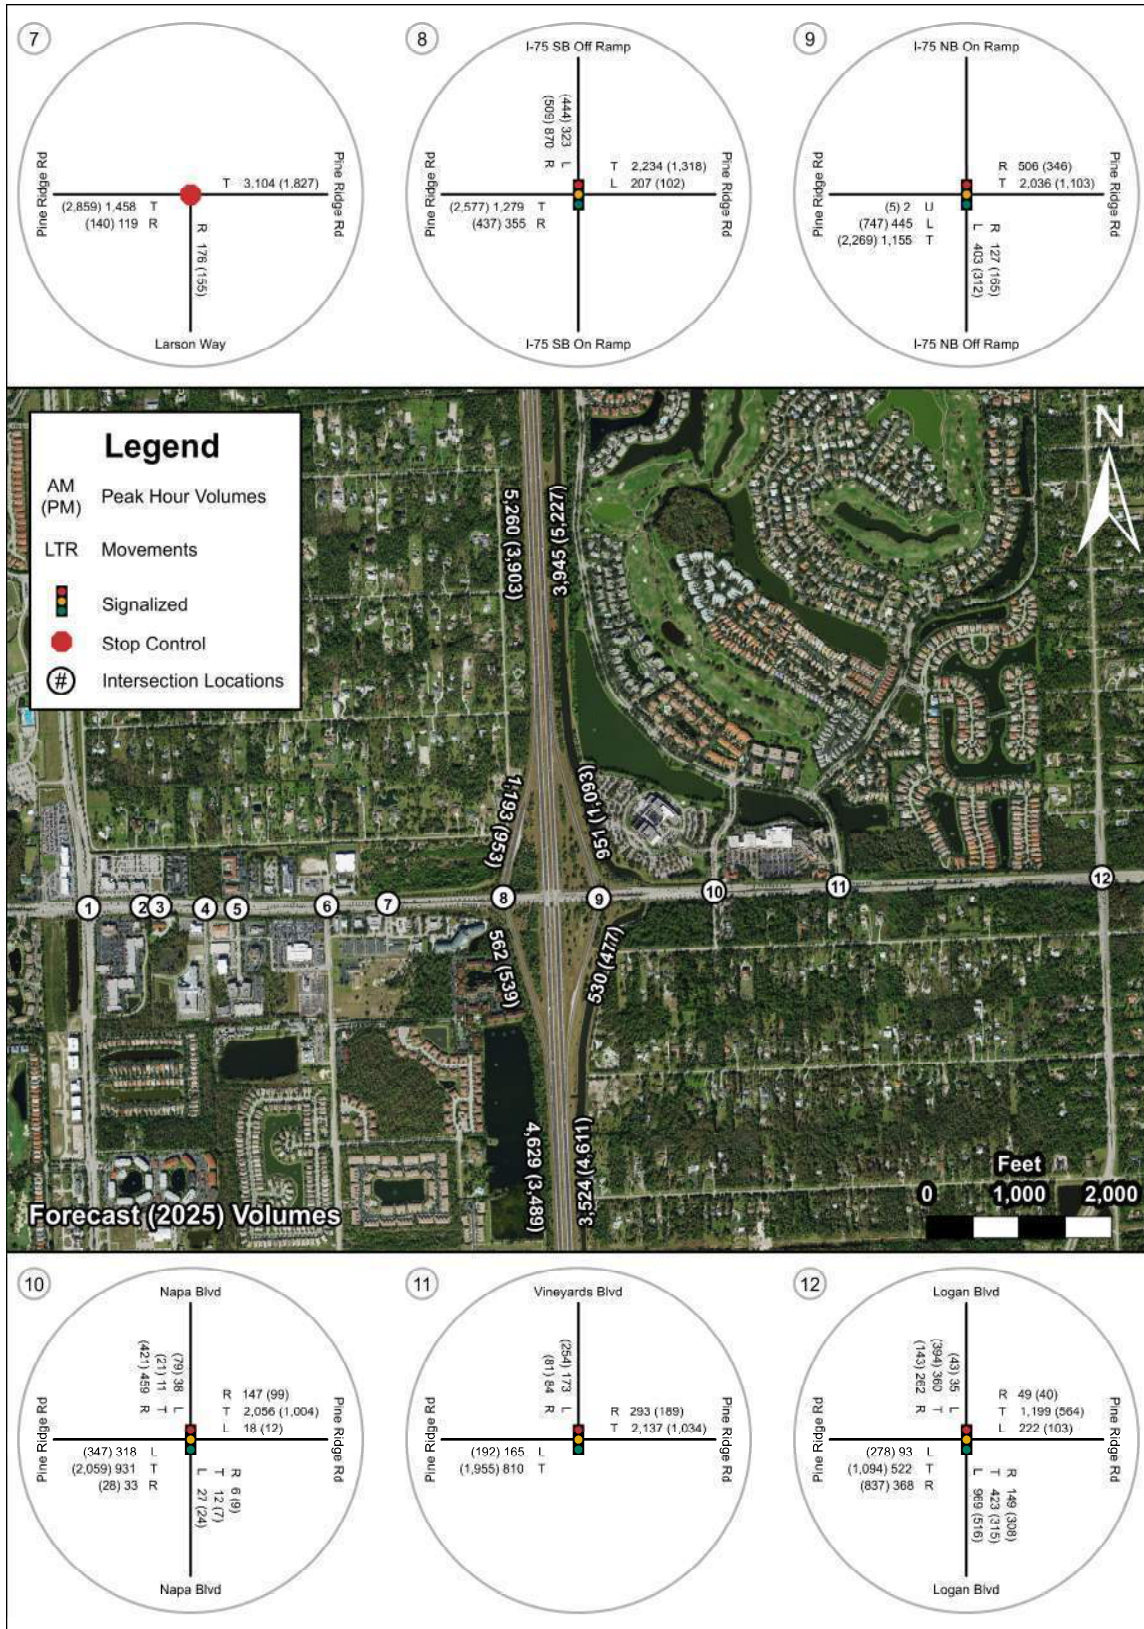 7
Pine Ridge Rd
T 3,104 (1,827)
(2,859) 1,458 T
(140) 119 R
R 176 (155)
Pine Ridge Rd
Larson Way
8
I-75 SB Off Ramp
(444) 323 L
(509) 870 R
T 2,234 (1,318)
L 207 (102)
(2,577) 1,279 T
(437) 355 R
I-75 SB On Ramp
9
I-75 NB On Ramp
Pine Ridge Rd
R 506 (346)
T 2,036 (1,103)
(5) 2 U
(747) 445 L
(2,269) 1,155 T
R 127 (165)
L 403 (312)
Pine Ridge Rd
I-75 NB Off Ramp
Legend
AM
(PM) Peak Hour Volumes
LTR Movements
Signalized
Stop Control
# Intersection Locations
N
5,260 (3,903)
3,945 (5,227)
1,193 (953)
951 (1,093)
1
2
3
4
5
6
7
8
9
10
11
12
562 (539)
530 (477)
4,629 (3,489)
3,524 (4,611)
Feet
0 1,000 2,000
Forecast (2025) Volumes
10
Napa Blvd
Pine Ridge Rd
(79) 38 L
(21) 11 T
(421) 459 R
R 147 (99)
T 2,056 (1,004)
L 18 (12)
(347) 318 L
(2,059) 931 T
(28) 33 R
R 6 (9)
T 12 (7)
L 27 (24)
Pine Ridge Rd
Napa Blvd
11
Vineyards Blvd
(254) 173 L
(81) 84 R
R 293 (189)
T 2,137 (1,034)
(192) 165 L
(1,955) 810 T
12
Logan Blvd
Pine Ridge Rd
(43) 35 L
(394) 360 T
(143) 262 R
R 49 (40)
T 1,199 (564)
L 222 (103)
(278) 93 L
(1,094) 522 T
(837) 368 R
R 149 (308)
T 423 (315)
L 969 (516)
Pine Ridge Rd
Logan Blvd